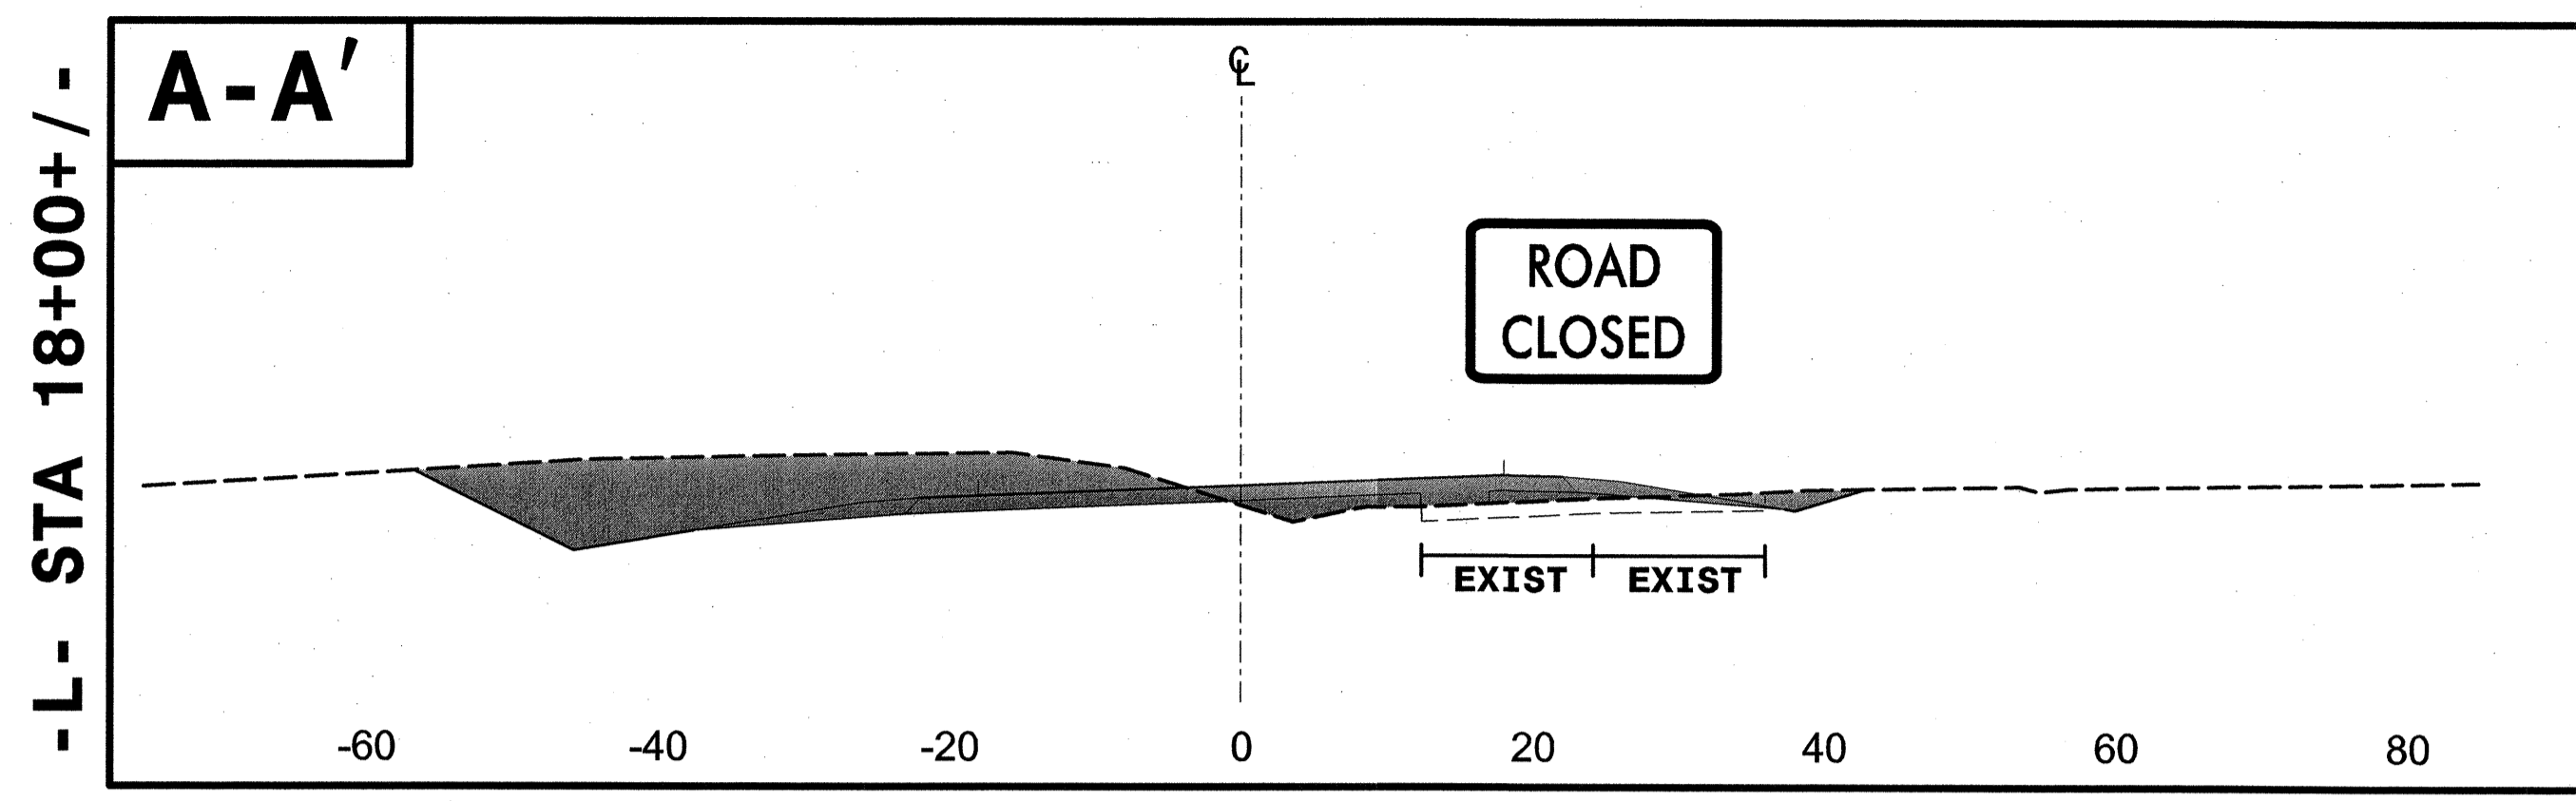 -L- STA 18+00+/-
A-A'
℄
ROAD
CLOSED
EXIST EXIST
-60 -40 -20 0 20 40 60 80